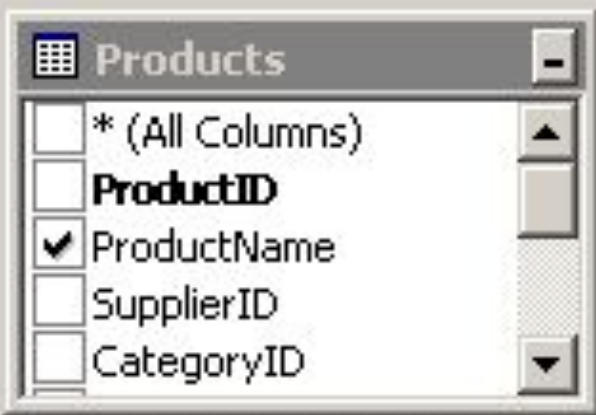 Products
* (All Columns)
ProductID
ProductName
SupplierID
CategoryID